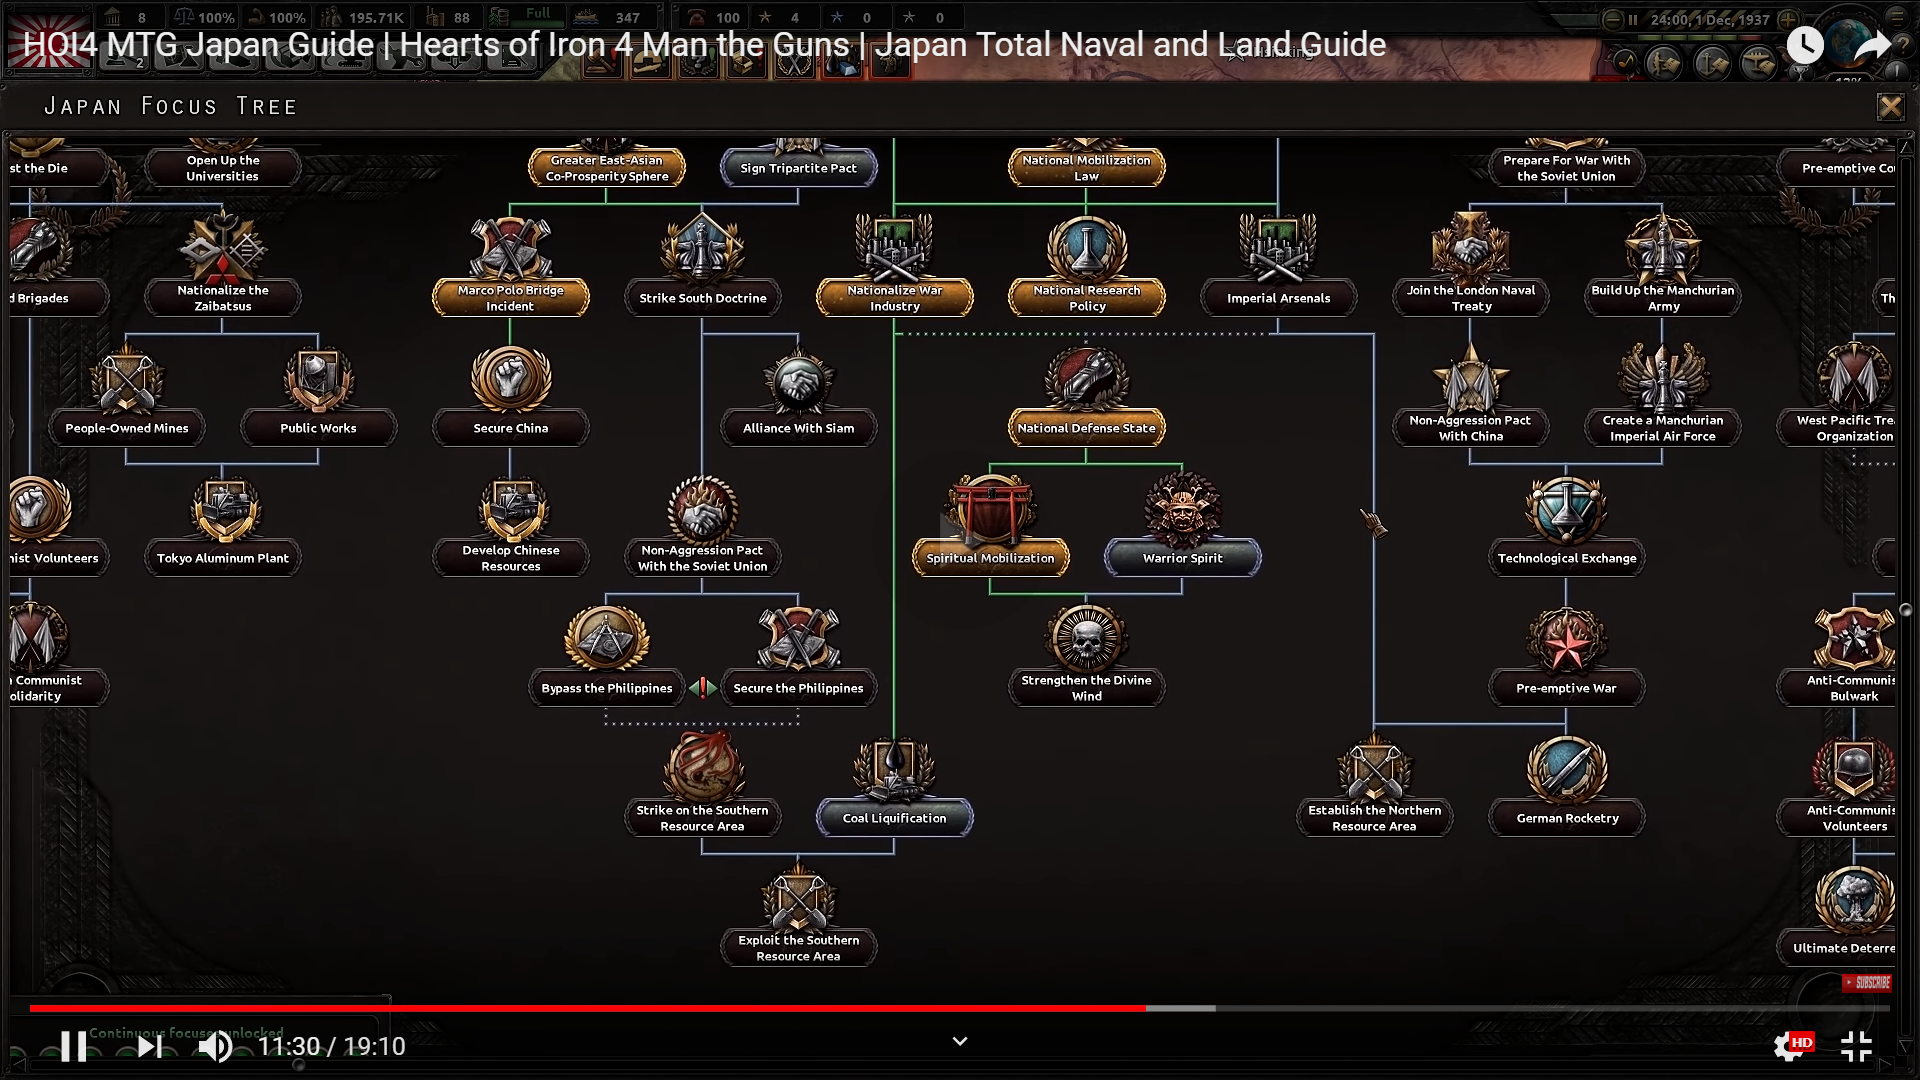 8
100%
100%
195.71K
88
Full
347
100
4
0
0
24:00, 1 Dec, 1937
HOI4 MTG Japan Guide | Hearts of Iron 4 Man the Guns | Japan Total Naval and Land Guide
2
Japan Focus Tree
st the Die
Open Up the
Universities
Greater East-Asian
Co-Prosperity Sphere
Sign Tripartite Pact
National Mobilization
Law
Prepare For War With
the Soviet Union
Pre-emptive Co
d Brigades
Nationalize the
Zaibatsus
Marco Polo Bridge
Incident
Strike South Doctrine
Nationalize War
Industry
National Research
Policy
Imperial Arsenals
Join the London Naval
Treaty
Build Up the Manchurian
Army
Th
People-Owned Mines
Public Works
Secure China
Alliance With Siam
National Defense State
Non-Aggression Pact
With China
Create a Manchurian
Imperial Air Force
West Pacific Trea
Organization
nist Volunteers
Tokyo Aluminum Plant
Develop Chinese
Resources
Non-Aggression Pact
With the Soviet Union
Spiritual Mobilization
Warrior Spirit
Technological Exchange
n Communist
olidarity
Bypass the Philippines
Secure the Philippines
Strengthen the Divine
Wind
Pre-emptive War
Anti-Communis
Bulwark
Strike on the Southern
Resource Area
Coal Liquification
Establish the Northern
Resource Area
German Rocketry
Anti-Communis
Volunteers
Exploit the Southern
Resource Area
Ultimate Deterre
SUBSCRIBE
Continuous focuses unlocked
11:30 / 19:10
HD